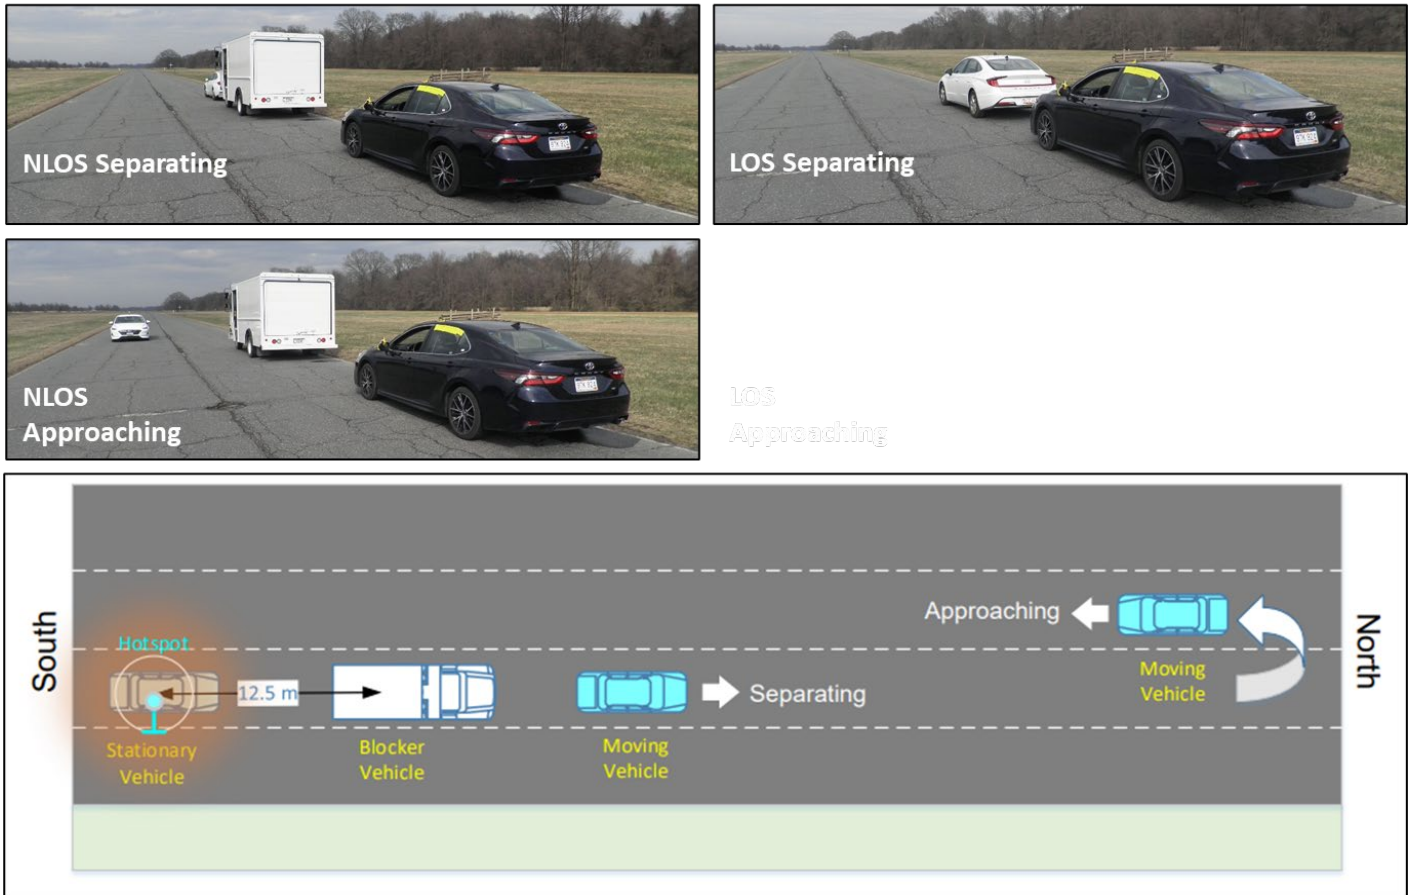 NLOS Separating
LOS Separating
NLOS
Approaching
LOS
Approaching
South
North
Hotspot
12.5 m
Stationary
Vehicle
Blocker
Vehicle
Moving
Vehicle
Separating
Approaching
Moving
Vehicle